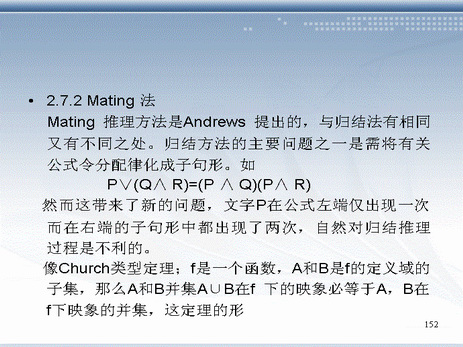 • 2.7.2 Mating 法
Mating 推理方法是Andrews 提出的，与归结法有相同
又有不同之处。归结方法的主要问题之一是需将有关
公式令分配律化成子句形。如
P∨(Q∧ R)=(P ∧ Q)(P∧ R)
然而这带来了新的问题，文字P在公式左端仅出现一次
而在右端的子句形中都出现了两次，自然对归结推理
过程是不利的。
像Church类型定理；f是一个函数，A和B是f的定义域的
子集，那么A和B并集A∪B在f 下的映象必等于A，B在
f下映象的并集，这定理的形
152